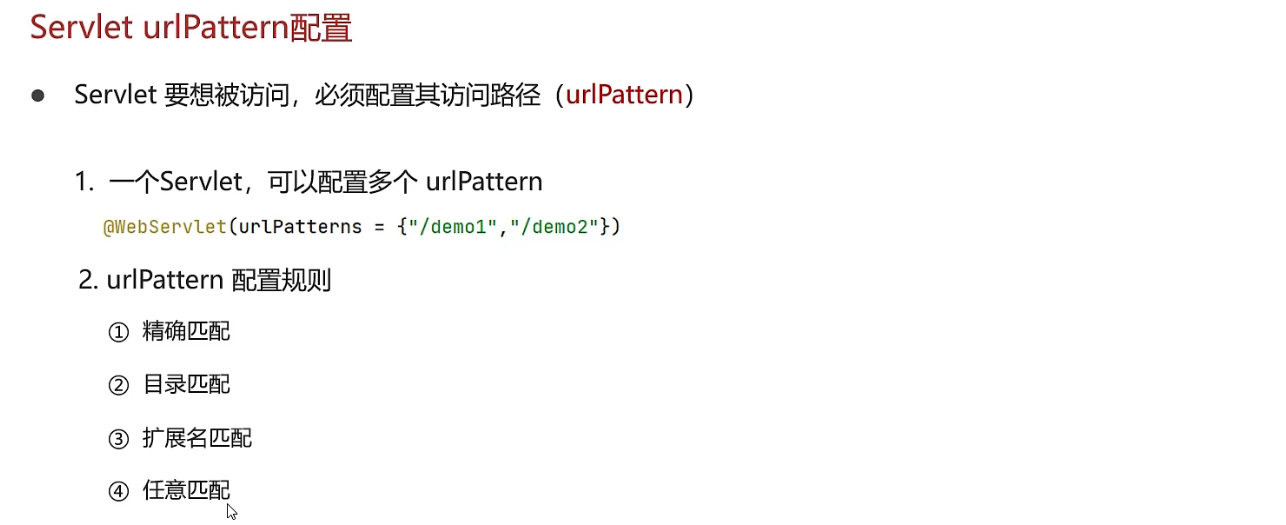 Servlet urlPattern配置
● Servlet 要想被访问，必须配置其访问路径（urlPattern）
1. 一个Servlet，可以配置多个 urlPattern
@WebServlet(urlPatterns = {"/demo1","/demo2"})
2. urlPattern 配置规则
① 精确匹配
② 目录匹配
③ 扩展名匹配
④ 任意匹配